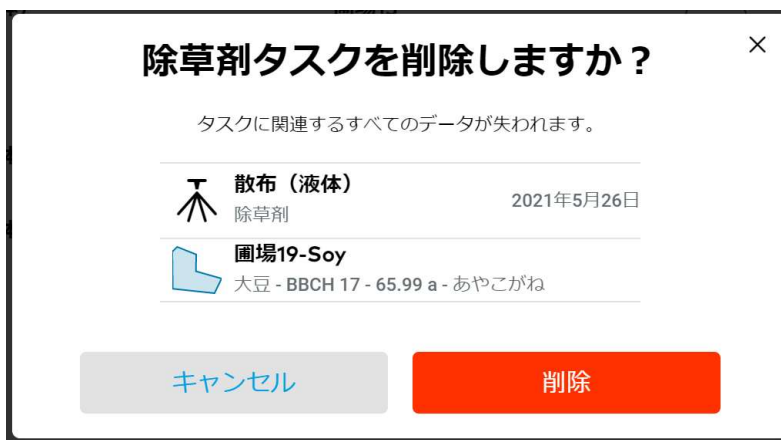 除草剤タスクを削除しますか？
タスクに関連するすべてのデータが失われます。
散布（液体）
除草剤
2021年5月26日
圃場19-Soy
大豆 - BBCH 17 - 65.99 a - あやこがね
キャンセル
削除